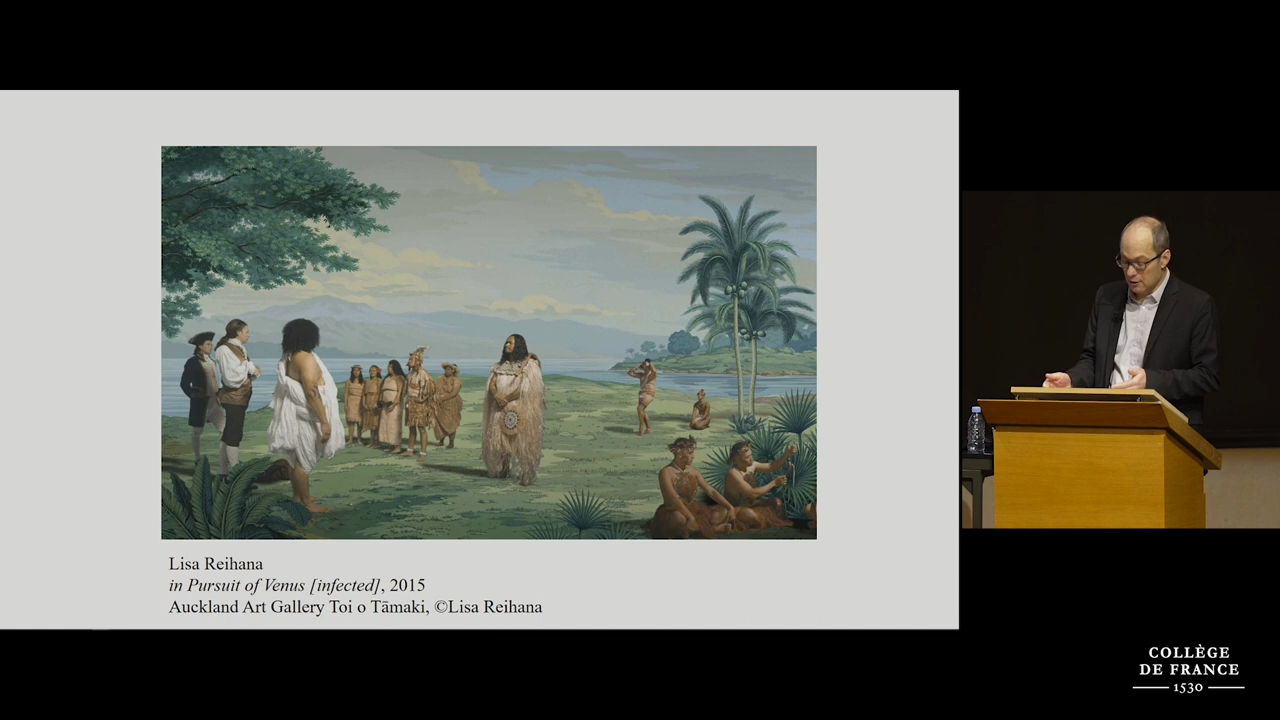 Lisa Reihana
in Pursuit of Venus [infected], 2015
Auckland Art Gallery Toi o Tāmaki, ©Lisa Reihana
COLLÈGE
DE FRANCE
1530